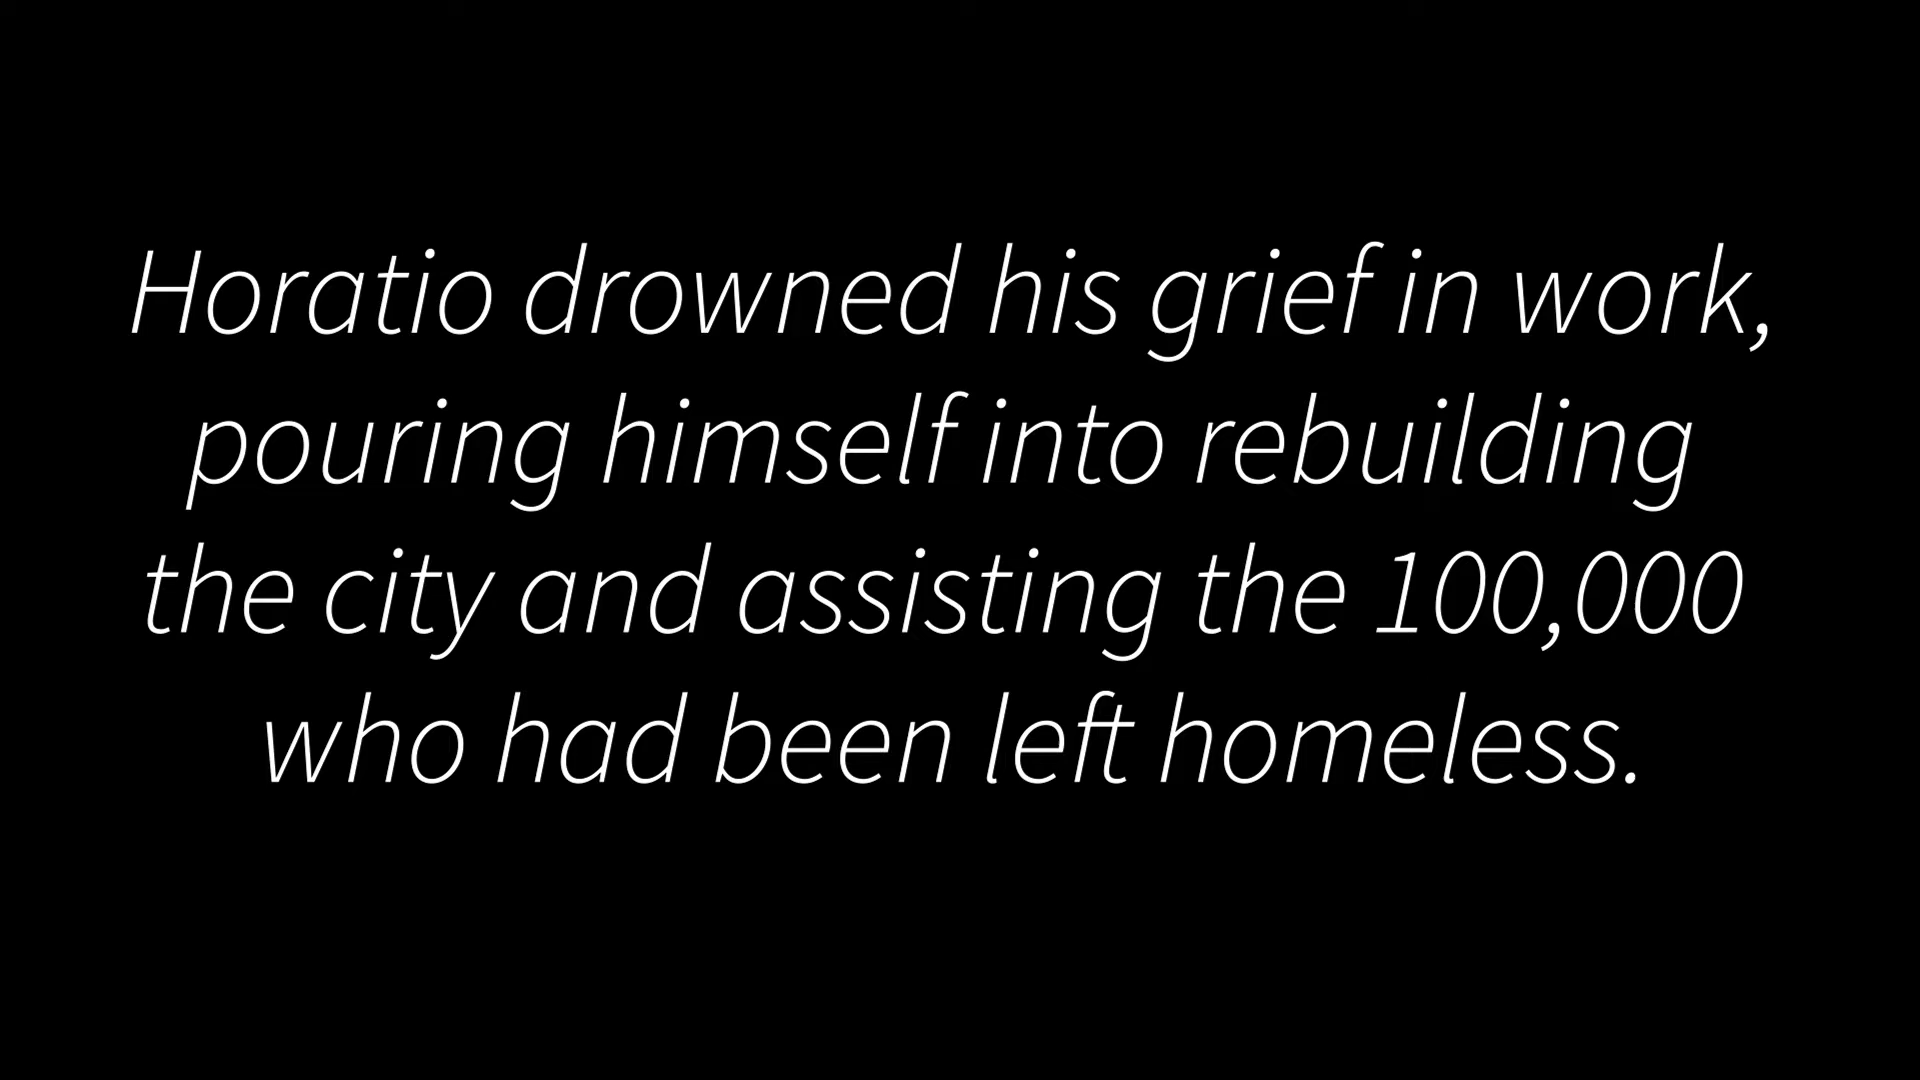 Horatio drowned his grief in work,
pouring himself into rebuilding
the city and assisting the 100,000
who had been left homeless.